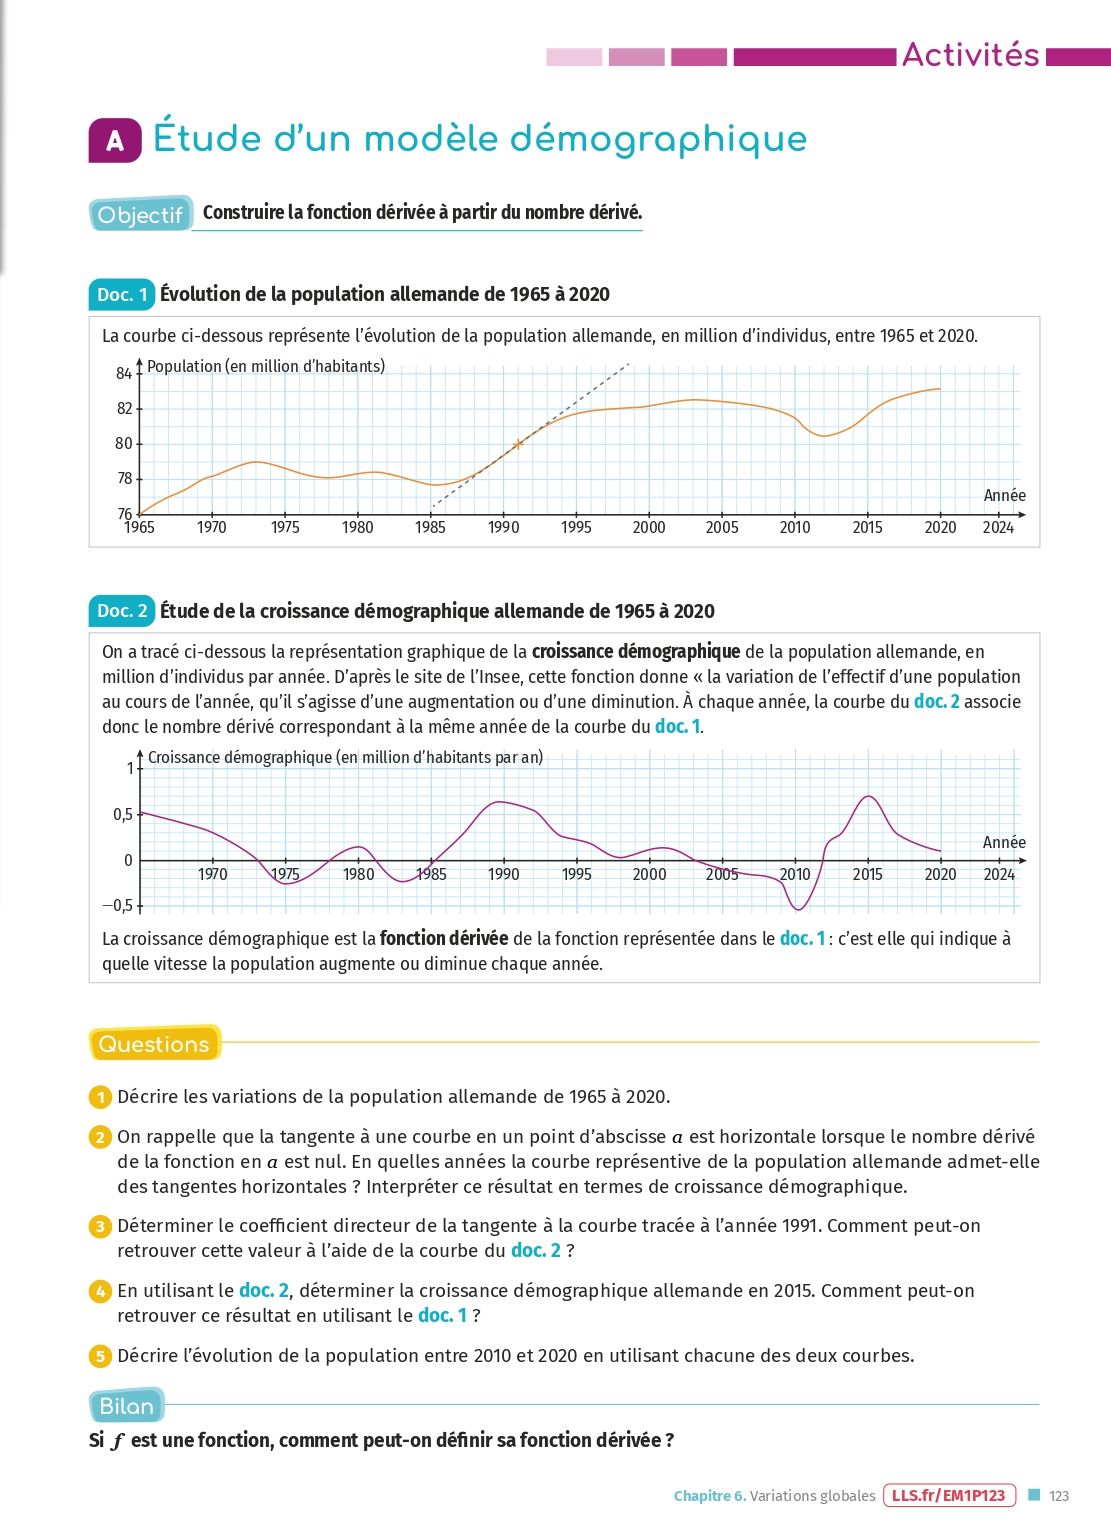 Activités
A Étude d'un modèle démographique
Objectif Construire la fonction dérivée à partir du nombre dérivé.
Doc. 1 Évolution de la population allemande de 1965 à 2020
La courbe ci-dessous représente l'évolution de la population allemande, en million d'individus, entre 1965 et 2020.
Population (en million d'habitants)
84
82
80
78
76
Année
1965 1970 1975 1980 1985 1990 1995 2000 2005 2010 2015 2020 2024
Doc. 2 Étude de la croissance démographique allemande de 1965 à 2020
On a tracé ci-dessous la représentation graphique de la croissance démographique de la population allemande, en
million d'individus par année. D'après le site de l'Insee, cette fonction donne « la variation de l'effectif d'une population
au cours de l'année, qu'il s'agisse d'une augmentation ou d'une diminution. À chaque année, la courbe du doc. 2 associe
donc le nombre dérivé correspondant à la même année de la courbe du doc. 1.
Croissance démographique (en million d'habitants par an)
1
0,5
0
−0,5
Année
1970 1975 1980 1985 1990 1995 2000 2005 2010 2015 2020 2024
La croissance démographique est la fonction dérivée de la fonction représentée dans le doc. 1 : c'est elle qui indique à
quelle vitesse la population augmente ou diminue chaque année.
Questions
1 Décrire les variations de la population allemande de 1965 à 2020.
2 On rappelle que la tangente à une courbe en un point d'abscisse a est horizontale lorsque le nombre dérivé
de la fonction en a est nul. En quelles années la courbe représentive de la population allemande admet-elle
des tangentes horizontales ? Interpréter ce résultat en termes de croissance démographique.
3 Déterminer le coefficient directeur de la tangente à la courbe tracée à l'année 1991. Comment peut-on
retrouver cette valeur à l'aide de la courbe du doc. 2 ?
4 En utilisant le doc. 2, déterminer la croissance démographique allemande en 2015. Comment peut-on
retrouver ce résultat en utilisant le doc. 1 ?
5 Décrire l'évolution de la population entre 2010 et 2020 en utilisant chacune des deux courbes.
Bilan
Si f est une fonction, comment peut-on définir sa fonction dérivée ?
Chapitre 6. Variations globales LLS.fr/EM1P123 123